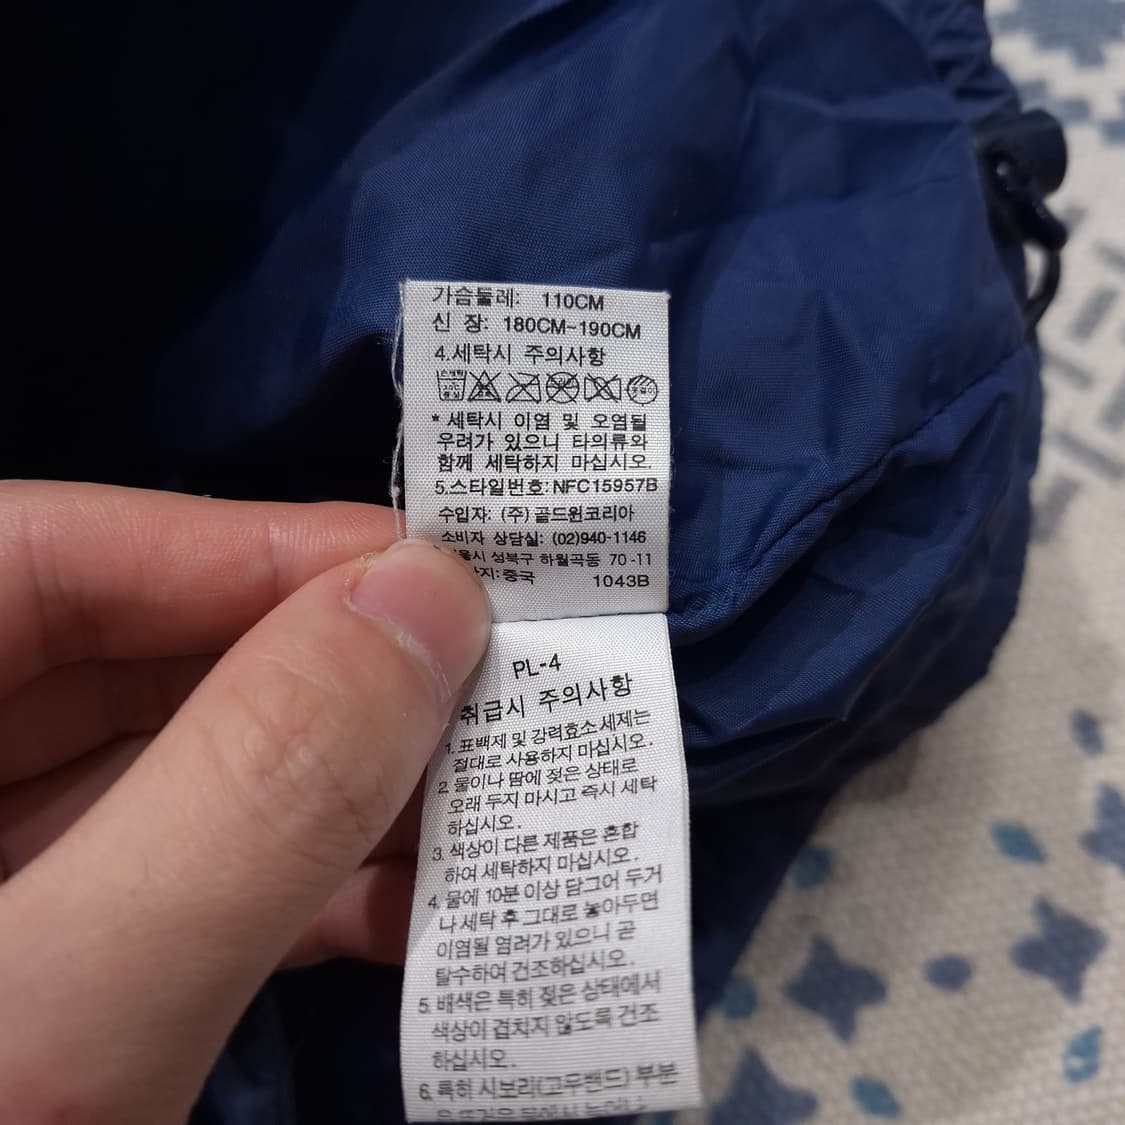 가슴둘레: 110CM
신 장: 180CM~190CM
4.세탁시 주의사항
* 세탁시 이염 및 오염될
우려가 있으니 타의류와
함께 세탁하지 마십시오.
5.스타일번호:NFC15957B
수입자: (주)골드윈코리아
소비자 상담실: (02)940-1146
울시 성북구 하월곡동 70-11
지:중국 1043B
PL-4
취급시 주의사항
1. 표백제 및 강력효소세제는
절대로 사용하지 마십시오.
2. 물이나 땀에 젖은 상태로
오래 두지 마시고 즉시 세탁
하십시오.
3. 색상이 다른 제품은 혼합
하여 세탁하지 마십시오.
4. 물에 10분 이상 담그어 두거
나 세탁 후 그대로 놓아두면
이염될 염려가 있으니 곧
탈수하여 건조하십시오.
5. 배색은 특히 젖은 상태에서
색상이 겹치지 않도록 건조
하십시오.
6. 특히 시보리(고무밴드) 부분